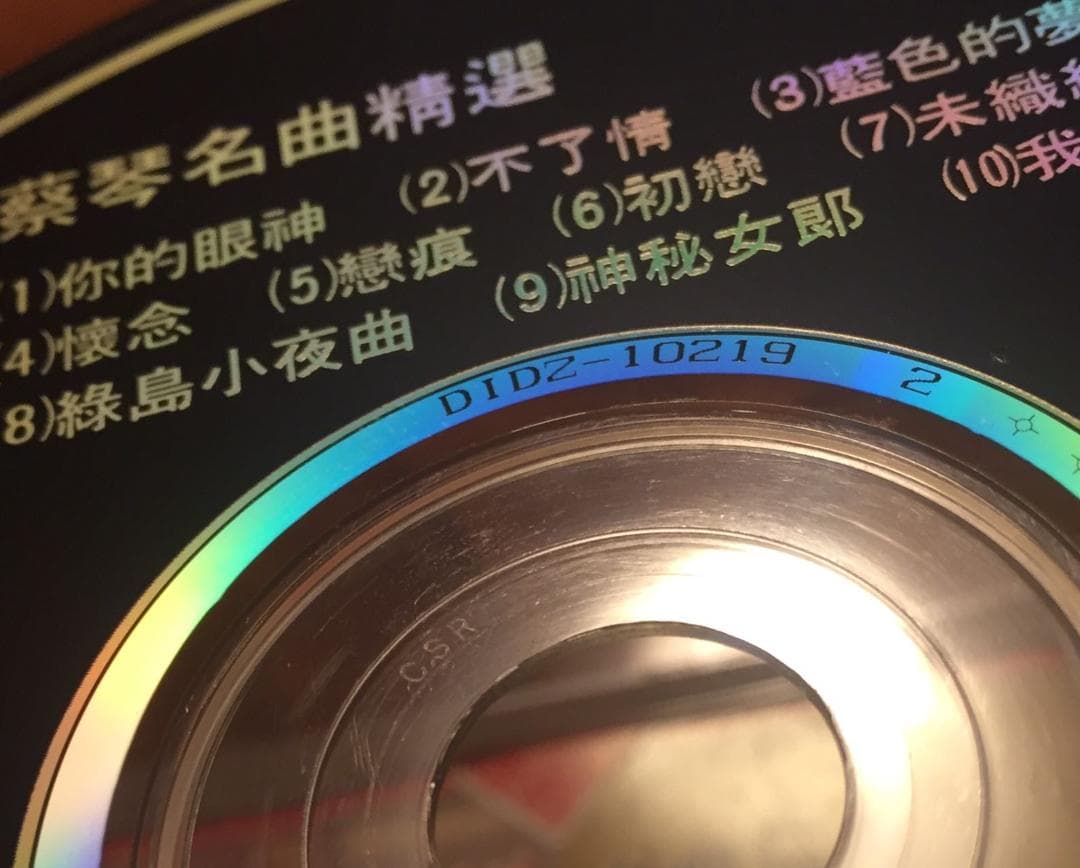 蔡琴名曲精選
(1)你的眼神 (2)不了情 (3)藍色的夢
(4)懷念 (5)戀痕 (6)初戀 (7)未織
(8)綠島小夜曲 (9)神秘女郎 (10)我
DIDZ-10219 2
CSR